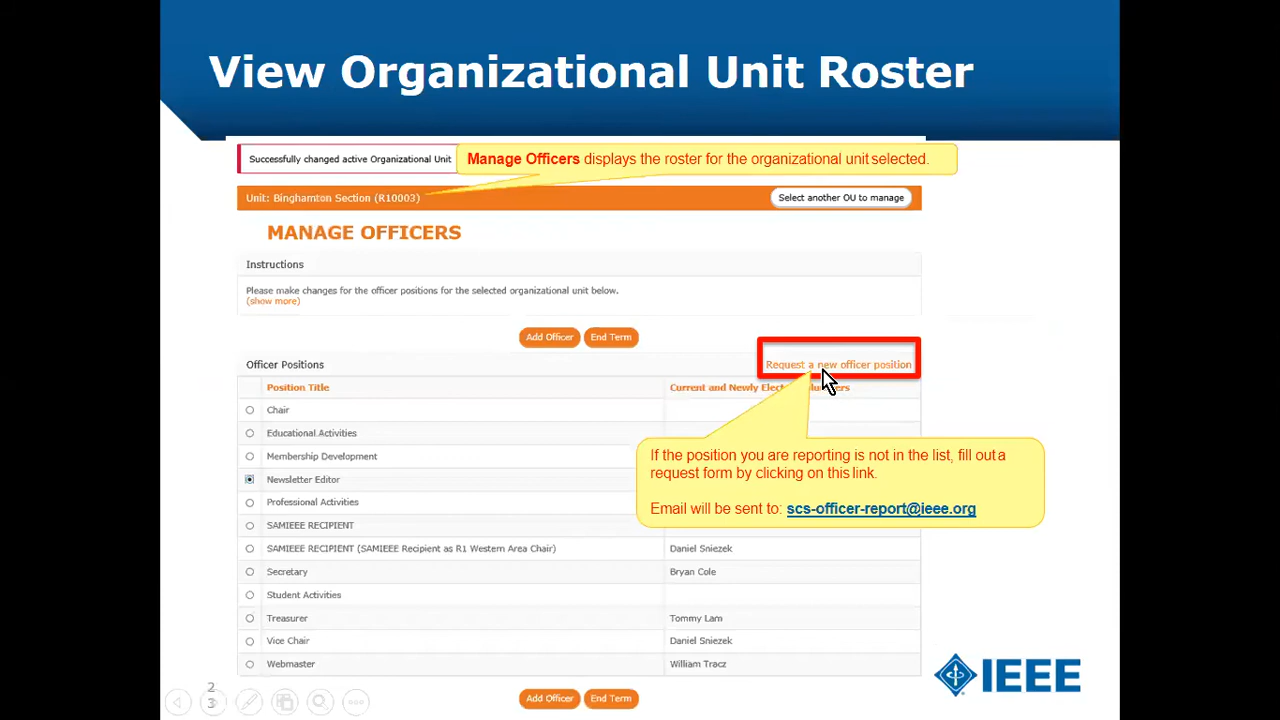 View Organizational Unit Roster
Successfully changed active Organizational Unit
Manage Officers displays the roster for the organizational unit selected.
Unit: Binghamton Section (R10003)
Select another OU to manage
MANAGE OFFICERS
Instructions
Please make changes for the officer positions for the selected organizational unit below.
(show more)
Add Officer
End Term
Officer Positions
Request a new officer position
Position Title
Current and Newly
Chair
Educational Activities
Membership Development
If the position you are reporting is not in the list, fill out a
request form by clicking on this link.
Newsletter Editor
Professional Activities
Email will be sent to: scs-officer-report@ieee.org
SAMIEEE RECIPIENT
SAMIEEE RECIPIENT (SAMIEEE Recipient as R1 Western Area Chair)
Daniel Sniezek
Secretary
Bryan Cole
Student Activities
Treasurer
Tommy Lam
Vice Chair
Daniel Sniezek
Webmaster
William Tracz
IEEE
2
3
Add Officer
End Term